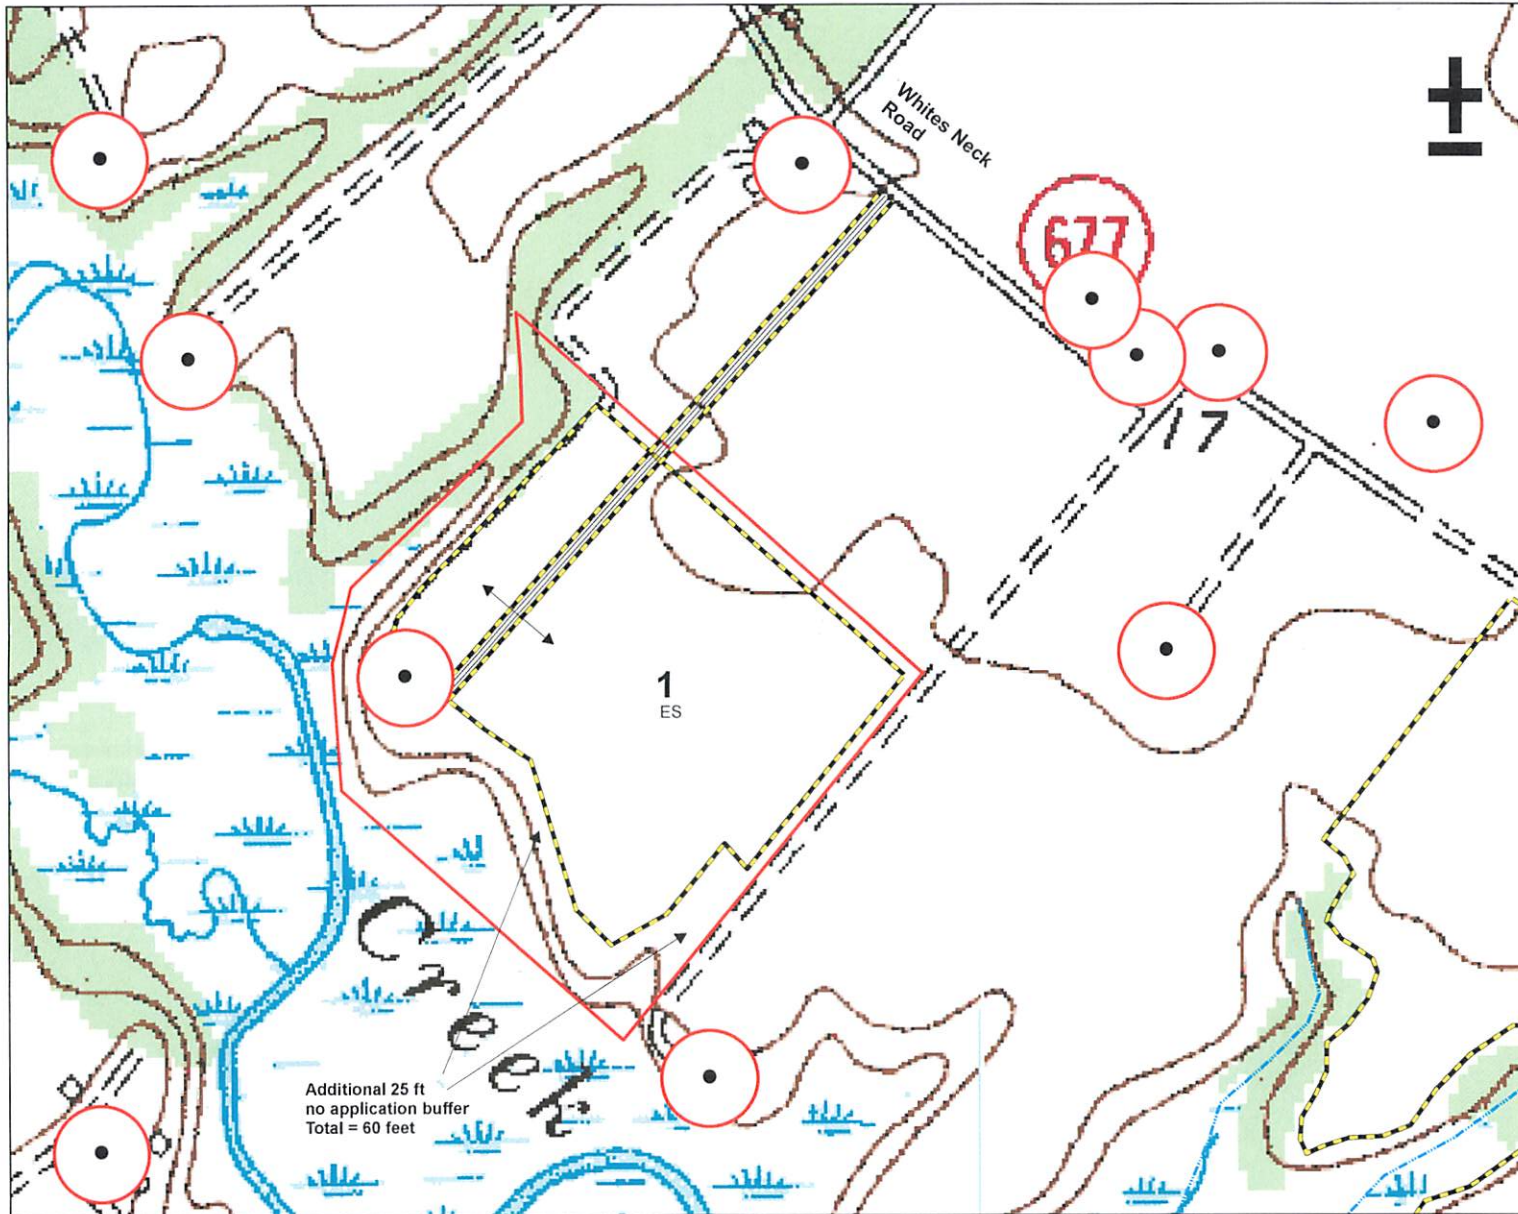 Whites Neck
Road
677
17
1
ES
Creek
Additional 25 ft
no application buffer
Total = 60 feet